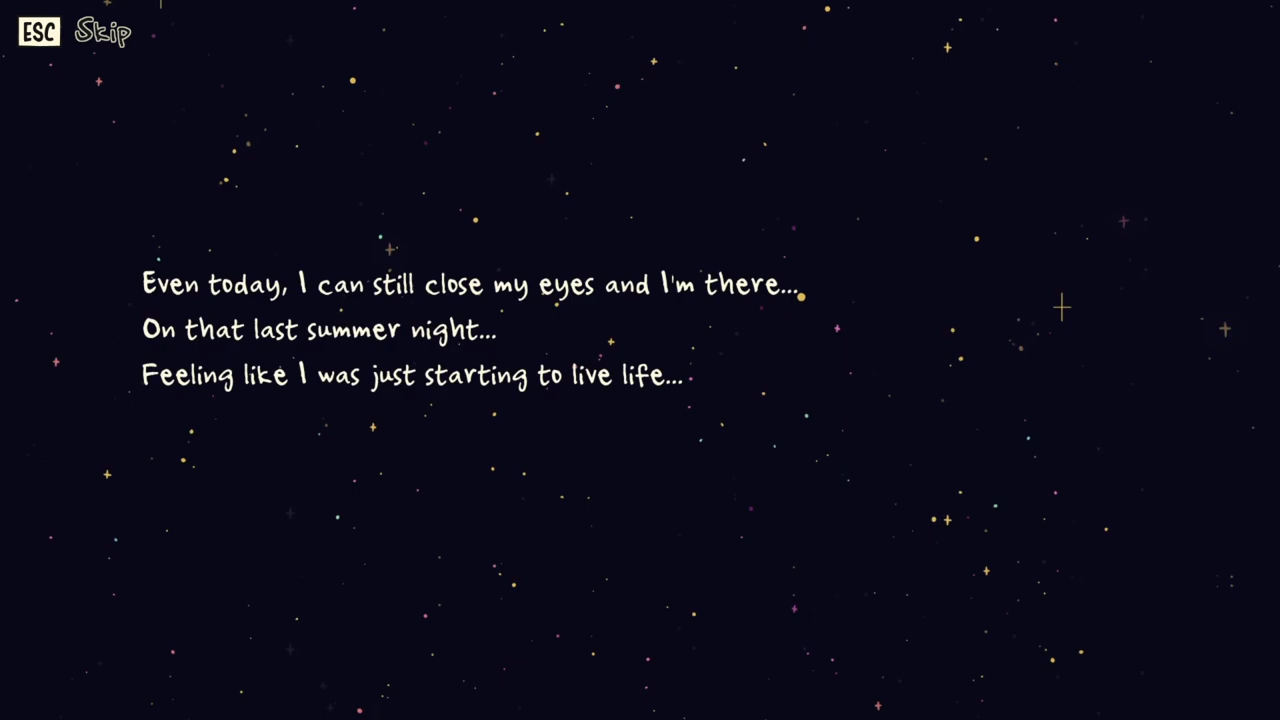 ESC Skip
Even today, I can still close my eyes and I'm there...
On that last summer night...
Feeling like I was just starting to live life...